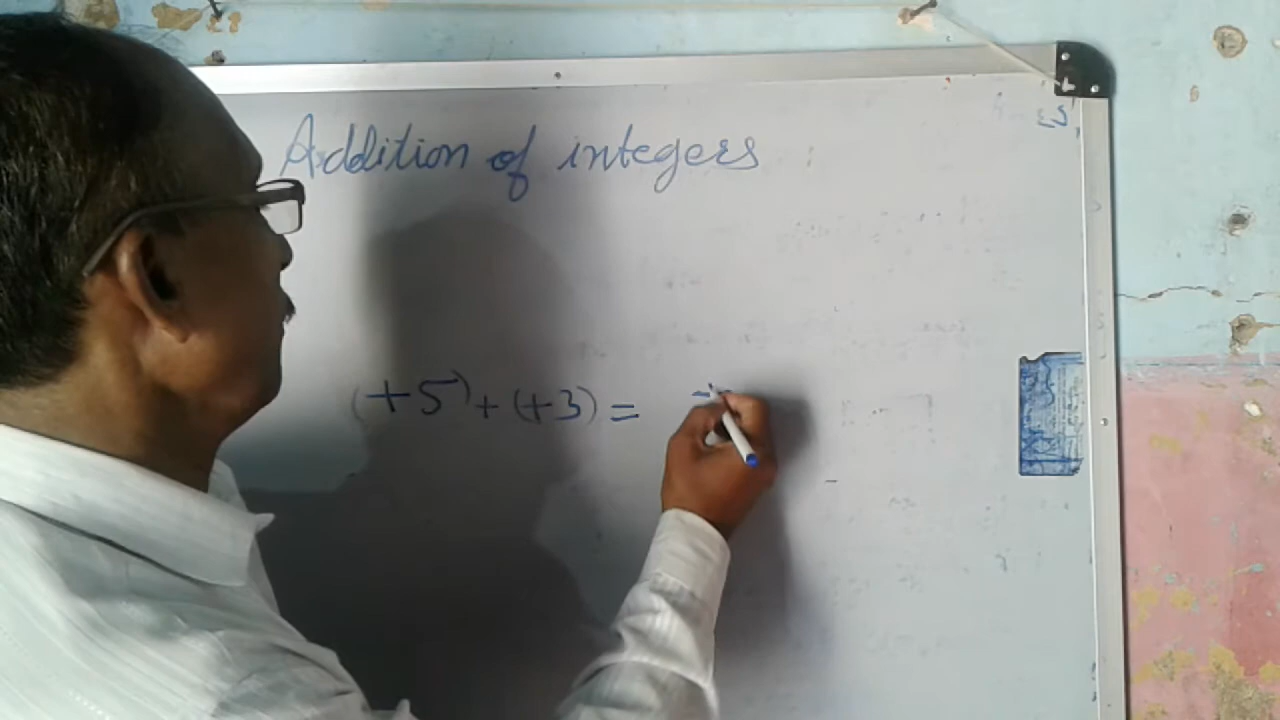 Addition of integers
(+5) + (+3) = +